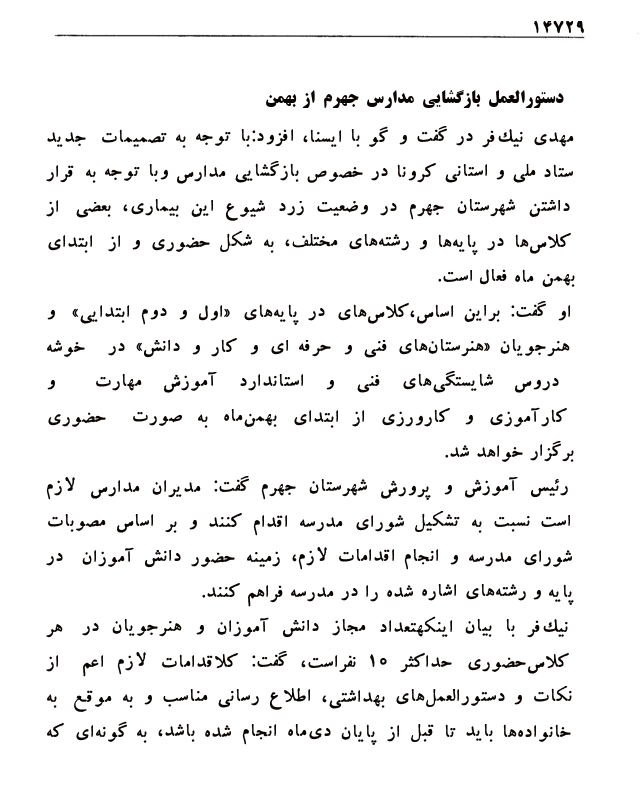 ۱۴۷۲۹
دستورالعمل بازگشایی مدارس جهرم از بهمن
مهدی نیك‌فر در گفت و گو با ایسنا، افزود:با توجه به تصمیمات جدید
ستاد ملی و استانی کرونا در خصوص بازگشایی مدارس وبا توجه به قرار
داشتن شهرستان جهرم در وضعیت زرد شیوع این بیماری، بعضی از
کلاس‌ها در پایه‌ها و رشته‌های مختلف، به شکل حضوری و از ابتدای
بهمن ماه فعال است.
او گفت: براین اساس،کلاس‌های در پایه‌های «اول و دوم ابتدایی» و
هنرجویان «هنرستان‌های فنی و حرفه ای و کار و دانش» در خوشه
دروس شایستگی‌های فنی و استاندارد آموزش مهارت و
کارآموزی و کارورزی از ابتدای بهمن‌ماه به صورت حضوری
برگزار خواهد شد.
رئیس آموزش و پرورش شهرستان جهرم گفت: مدیران مدارس لازم
است نسبت به تشکیل شورای مدرسه اقدام کنند و بر اساس مصوبات
شورای مدرسه و انجام اقدامات لازم، زمینه حضور دانش آموزان در
پایه و رشته‌های اشاره شده را در مدرسه فراهم کنند.
نیك‌فر با بیان اینکهتعداد مجاز دانش آموزان و هنرجویان در هر
کلاس‌حضوری حداکثر ۱۰ نفراست، گفت: کلاقدامات لازم اعم از
نکات و دستورالعمل‌های بهداشتی، اطلاع رسانی مناسب و به موقع به
خانواده‌ها باید تا قبل از پایان دی‌ماه انجام شده باشد، به گونه‌ای که